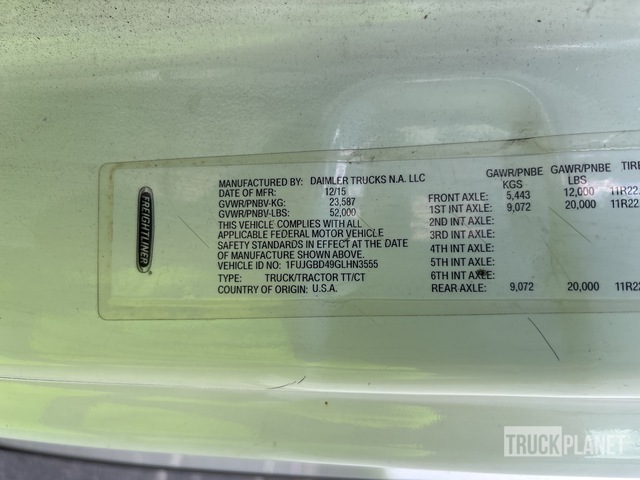 FREIGHTLINER
MANUFACTURED BY: DAIMLER TRUCKS N.A. LLC
DATE OF MFR: 12/15
GVWR/PNBV-KG: 23,587
GVWR/PNBV-LBS: 52,000
THIS VEHICLE COMPLIES WITH ALL
APPLICABLE FEDERAL MOTOR VEHICLE
SAFETY STANDARDS IN EFFECT AT THE DATE
OF MANUFACTURE SHOWN ABOVE.
VEHICLE ID NO: 1FUJGBD49GLHN3555
TYPE: TRUCK/TRACTOR TT/CT
COUNTRY OF ORIGIN: U.S.A.
GAWR/PNBE GAWR/PNBE TIRE
KGS LBS
FRONT AXLE: 5,443 12,000 11R22.
1ST INT AXLE: 9,072 20,000 11R22.
2ND INT AXLE:
3RD INT AXLE:
4TH INT AXLE:
5TH INT AXLE:
6TH INT AXLE:
REAR AXLE: 9,072 20,000 11R22
TRUCKPLANET